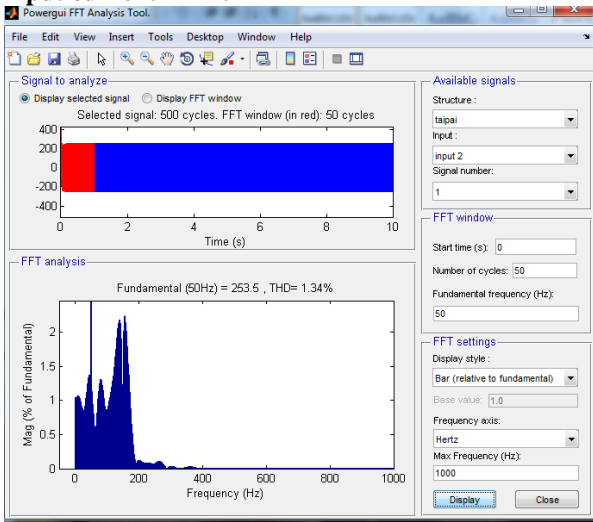 Powergui FFT Analysis Tool.
File Edit View Insert Tools Desktop Window Help
Signal to analyze
Display selected signal Display FFT window
Selected signal: 500 cycles. FFT window (in red): 50 cycles
400
200
0
-200
-400
0 2 4 6 8 10
Time (s)
FFT analysis
Fundamental (50Hz) = 253.5 , THD= 1.34%
Mag (% of Fundamental)
2
1.5
1
0.5
0
0 200 400 600 800 1000
Frequency (Hz)
Available signals
Structure :
taipai
Input :
input 2
Signal number:
1
FFT window
Start time (s): 0
Number of cycles: 50
Fundamental frequency (Hz):
50
FFT settings
Display style :
Bar (relative to fundamental)
Base value: 1.0
Frequency axis:
Hertz
Max Frequency (Hz):
1000
Display Close